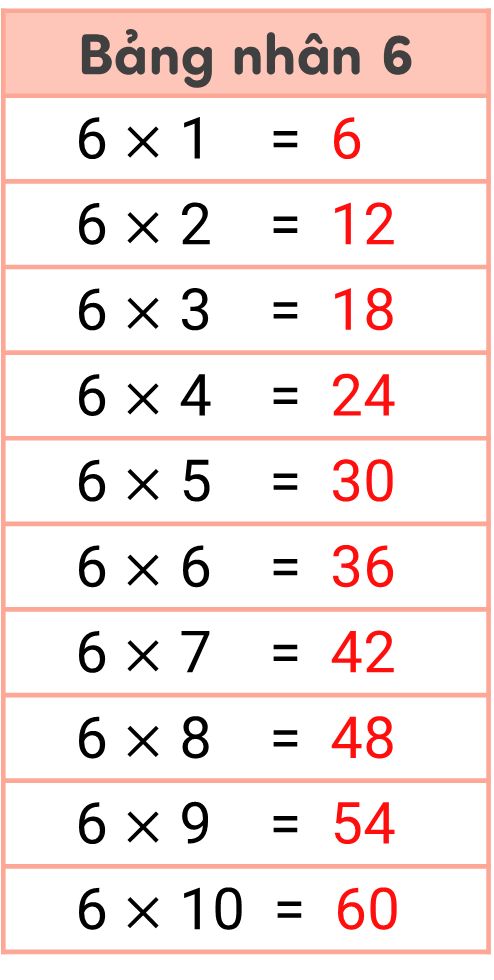 Bảng nhân 6
6 × 1 = 6
6 × 2 = 12
6 × 3 = 18
6 × 4 = 24
6 × 5 = 30
6 × 6 = 36
6 × 7 = 42
6 × 8 = 48
6 × 9 = 54
6 × 10 = 60